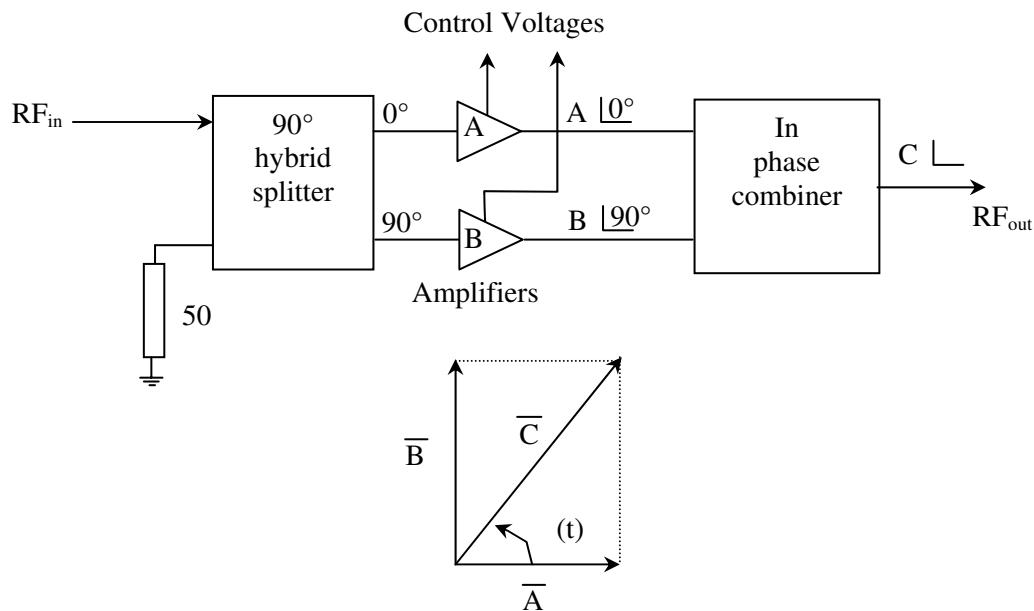 Control Voltages
RFin
90°
hybrid
splitter
0°
A
A 0°
In
phase
combiner
C
RFout
90°
B
B 90°
Amplifiers
50
B
C
(t)
A